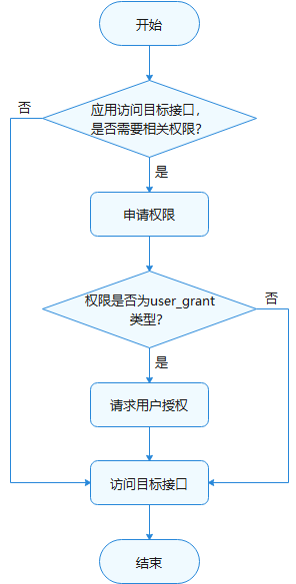 开始
否
应用访问目标接口，
是否需要相关权限？
是
申请权限
权限是否为user_grant
类型？
否
是
请求用户授权
访问目标接口
结束